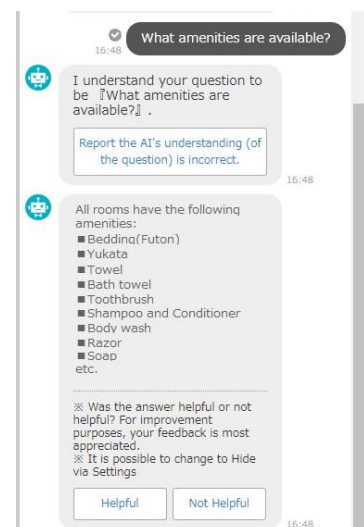 What amenities are available?
16:48
I understand your question to
be 『What amenities are
available?』.
Report the AI's understanding (of
the question) is incorrect.
16:48
All rooms have the following
amenities:
■Bedding(Futon)
■Yukata
■Towel
■Bath towel
■Toothbrush
■Shampoo and Conditioner
■Body wash
■Razor
■Soap
etc.
※ Was the answer helpful or not
helpful? For improvement
purposes, your feedback is most
appreciated.
※ It is possible to change to Hide
via Settings
Helpful
Not Helpful
16:48